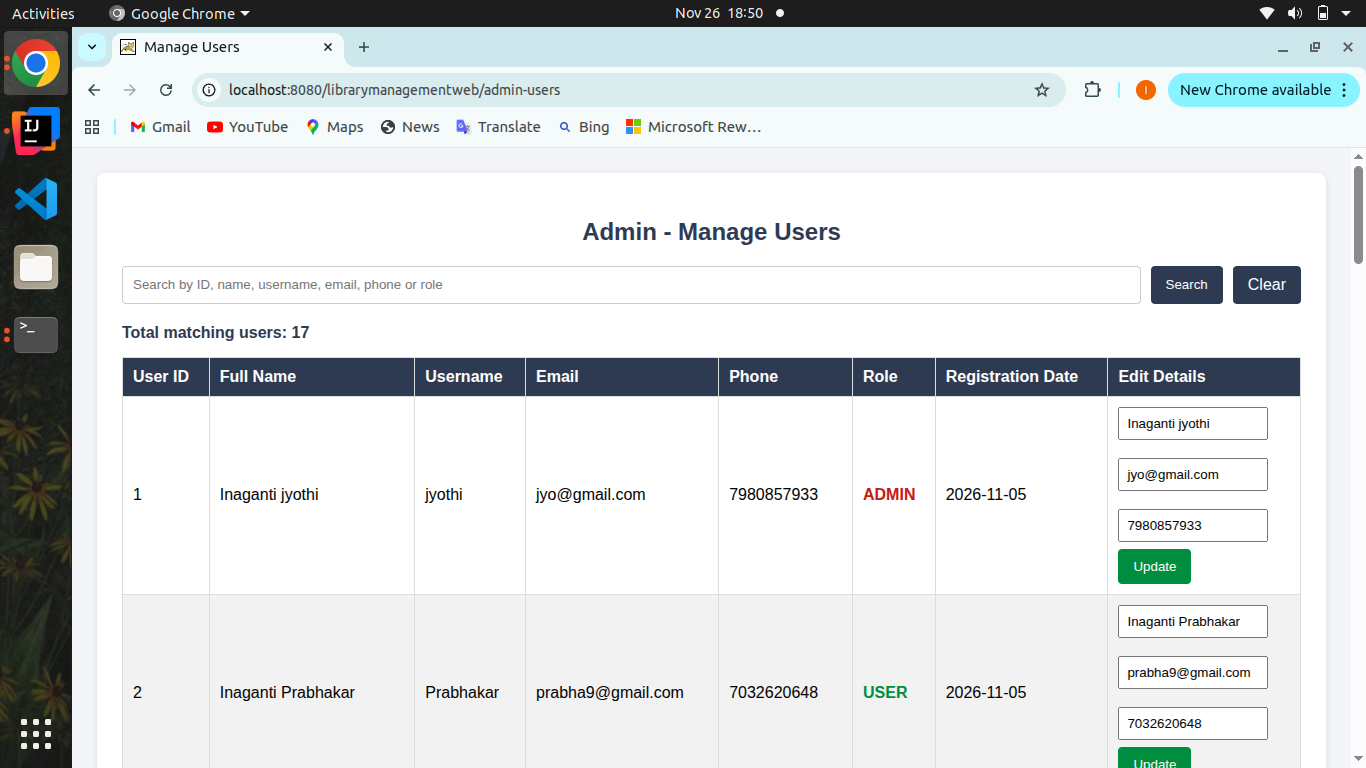 Activities Google Chrome Nov 26 18:50
Manage Users
localhost:8080/librarymanagementweb/admin-users I New Chrome available
Gmail YouTube Maps News Translate Bing Microsoft Rew...
Admin - Manage Users
Search by ID, name, username, email, phone or role Search Clear
Total matching users: 17
User ID Full Name Username Email Phone Role Registration Date Edit Details
1 Inaganti jyothi jyothi jyo@gmail.com 7980857933 ADMIN 2026-11-05
Inaganti jyothi
jyo@gmail.com
7980857933
Update
2 Inaganti Prabhakar Prabhakar prabha9@gmail.com 7032620648 USER 2026-11-05
Inaganti Prabhakar
prabha9@gmail.com
7032620648
Update
IJ
>_